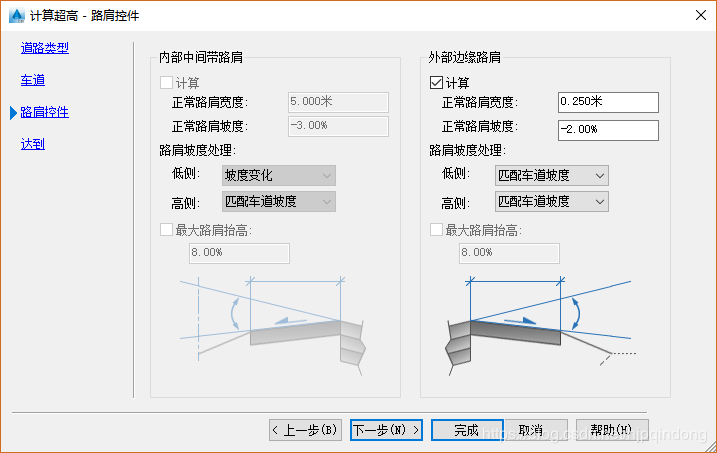 计算超高 - 路肩控件
道路类型
车道
路肩控件
达到
内部中间带路肩
计算
正常路肩宽度:
5.000米
正常路肩坡度:
-3.00%
路肩坡度处理:
低侧:
坡度变化
高侧:
匹配车道坡度
最大路肩抬高:
8.00%
外部边缘路肩
计算
正常路肩宽度:
0.250米
正常路肩坡度:
-2.00%
路肩坡度处理:
低侧:
匹配车道坡度
高侧:
匹配车道坡度
最大路肩抬高:
8.00%
< 上一步(B)
下一步(N) >
完成
取消
帮助(H)